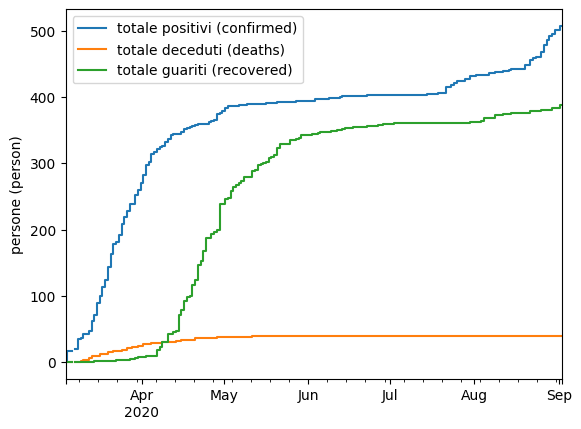 totale positivi (confirmed)
totale deceduti (deaths)
totale guariti (recovered)
persone (person)
500
400
300
200
100
0
Apr
2020
May
Jun
Jul
Aug
Sep